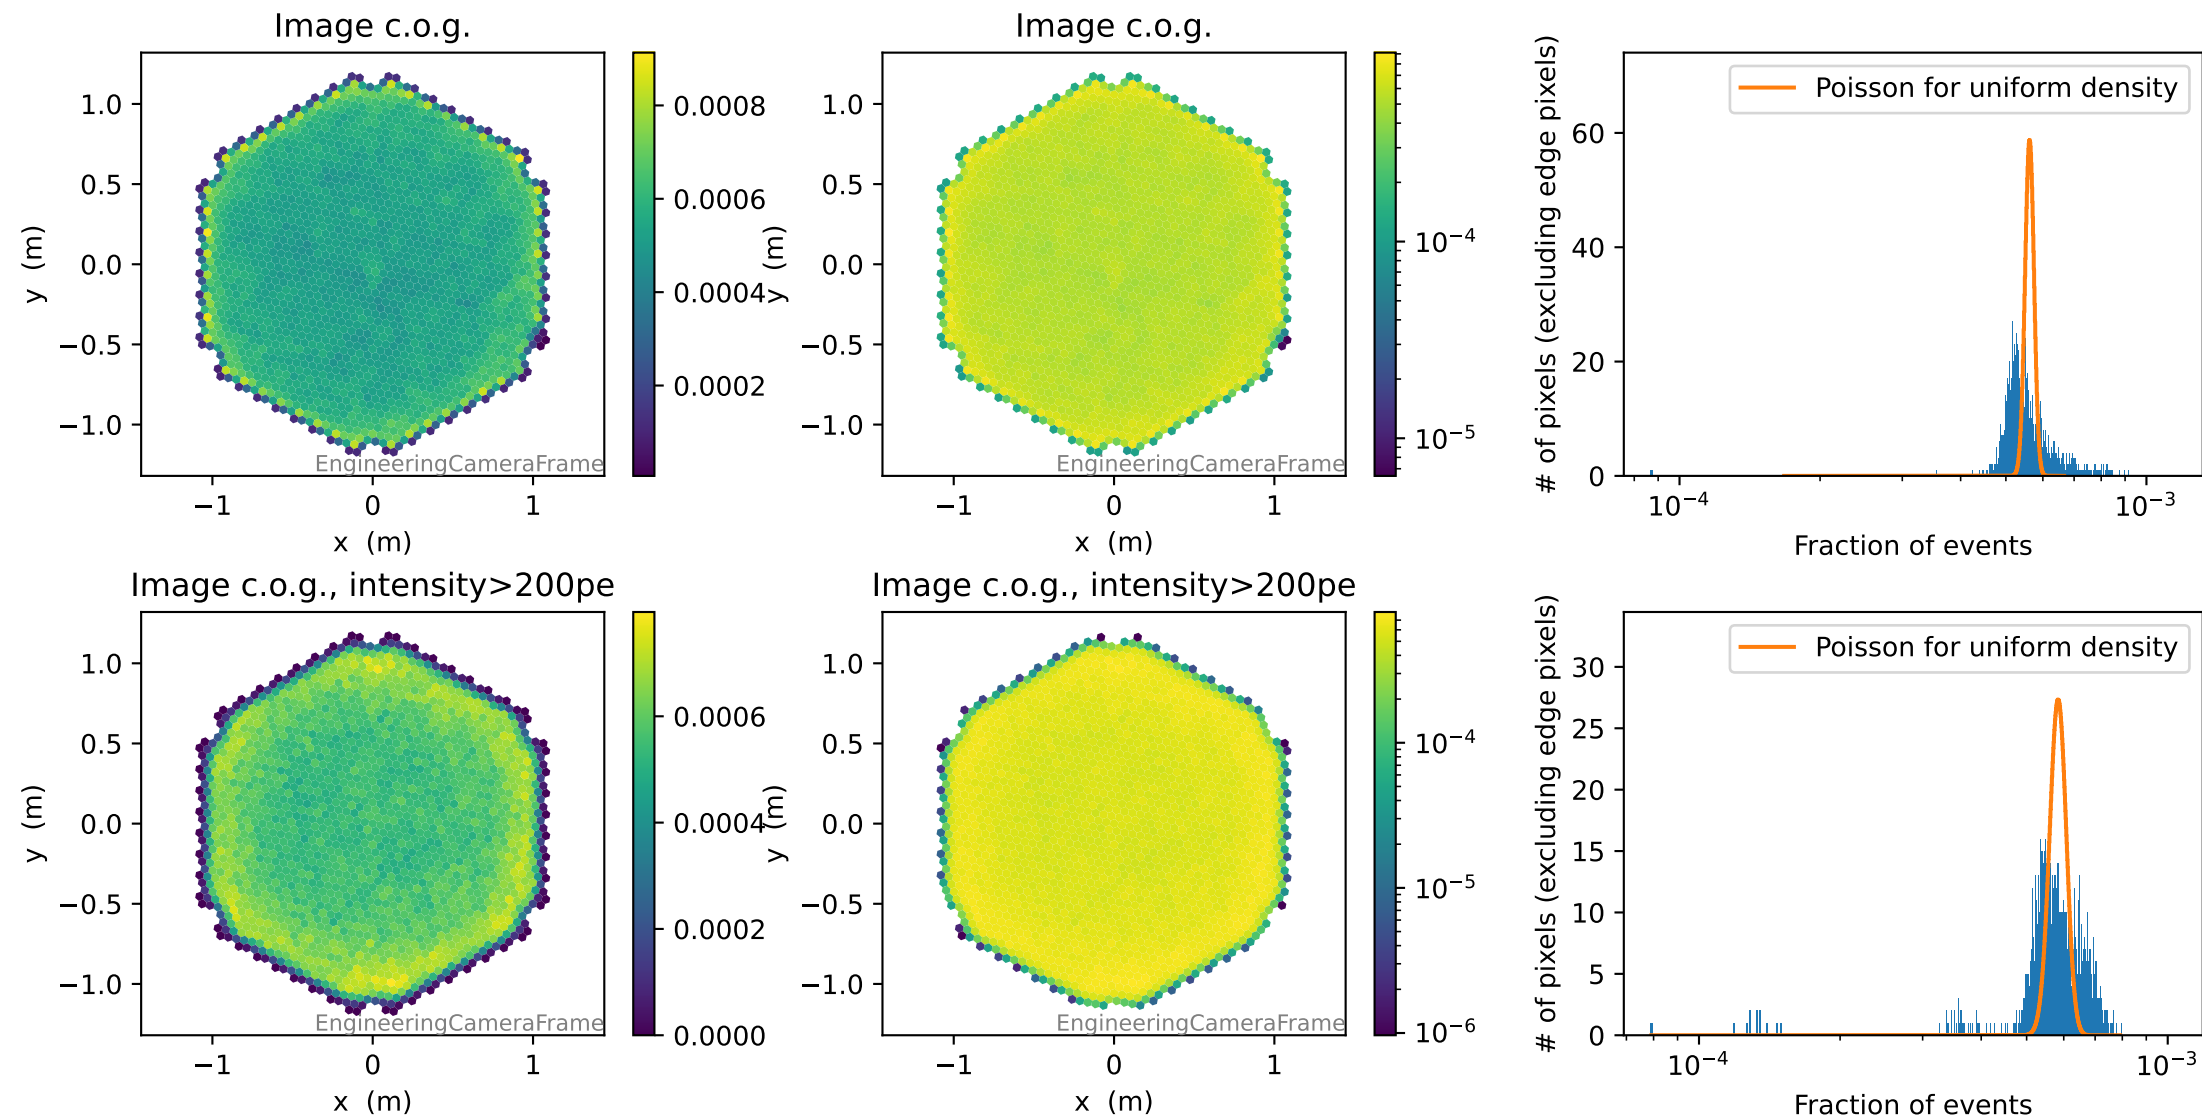 Image c.o.g.
y (m)
1.0
0.5
0.0
−0.5
−1.0
−1 0 1
x (m)
EngineeringCameraFrame
0.0008
0.0006
0.0004
0.0002
Image c.o.g.
y (m)
1.0
0.5
0.0
−0.5
−1.0
−1 0 1
x (m)
EngineeringCameraFrame
10⁻⁴
10⁻⁵
# of pixels (excluding edge pixels)
60
40
20
0
Poisson for uniform density
10⁻⁴ 10⁻³
Fraction of events
Image c.o.g., intensity>200pe
y (m)
1.0
0.5
0.0
−0.5
−1.0
−1 0 1
x (m)
EngineeringCameraFrame
0.0006
0.0004
0.0002
0.0000
Image c.o.g., intensity>200pe
y (m)
1.0
0.5
0.0
−0.5
−1.0
−1 0 1
x (m)
EngineeringCameraFrame
10⁻⁴
10⁻⁵
10⁻⁶
# of pixels (excluding edge pixels)
30
25
20
15
10
5
0
Poisson for uniform density
10⁻⁴ 10⁻³
Fraction of events